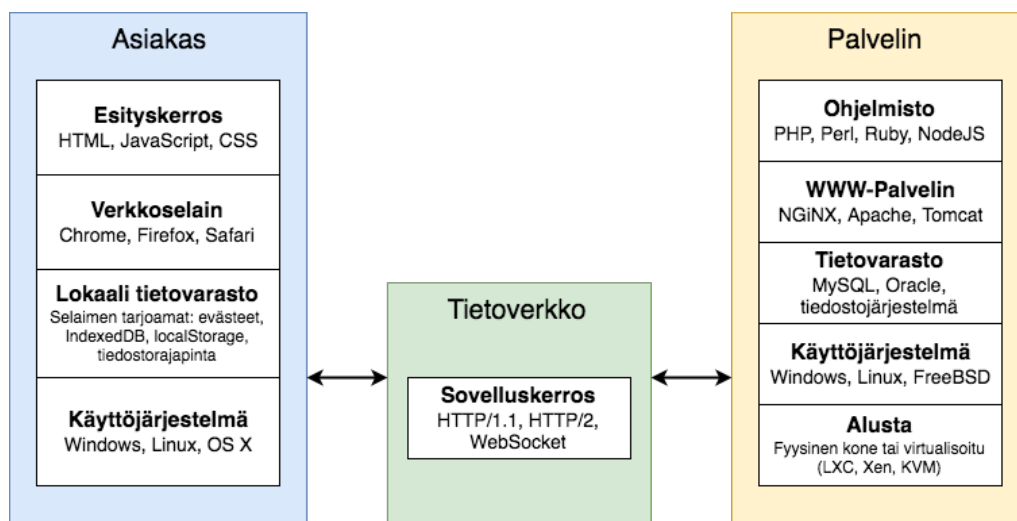 Asiakas
Esityskerros
HTML, JavaScript, CSS
Verkkoselain
Chrome, Firefox, Safari
Lokaali tietovarasto
Selaimen tarjoamat: evästeet,
IndexedDB, localStorage,
tiedostorajapinta
Käyttöjärjestelmä
Windows, Linux, OS X
Tietoverkko
Sovelluskerros
HTTP/1.1, HTTP/2,
WebSocket
Palvelin
Ohjelmisto
PHP, Perl, Ruby, NodeJS
WWW-Palvelin
NGiNX, Apache, Tomcat
Tietovarasto
MySQL, Oracle,
tiedostojärjestelmä
Käyttöjärjestelmä
Windows, Linux, FreeBSD
Alusta
Fyysinen kone tai virtualisoitu
(LXC, Xen, KVM)